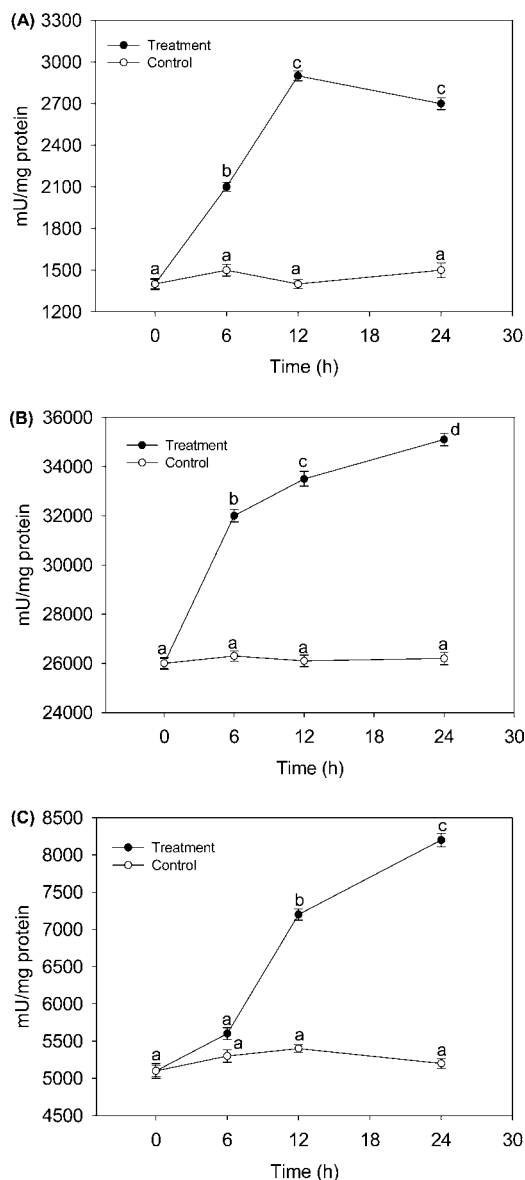 (A)
3300
3000
2700
2400
2100
1800
1500
1200
mU/mg protein
Treatment
Control
a
b
c
c
a
a
a
0 6 12 18 24 30
Time (h)
(B)
36000
34000
32000
30000
28000
26000
24000
mU/mg protein
Treatment
Control
a
b
c
d
a
a
a
0 6 12 18 24 30
Time (h)
(C)
8500
8000
7500
7000
6500
6000
5500
5000
4500
mU/mg protein
Treatment
Control
a
a
b
c
a
a
a
0 6 12 18 24 30
Time (h)